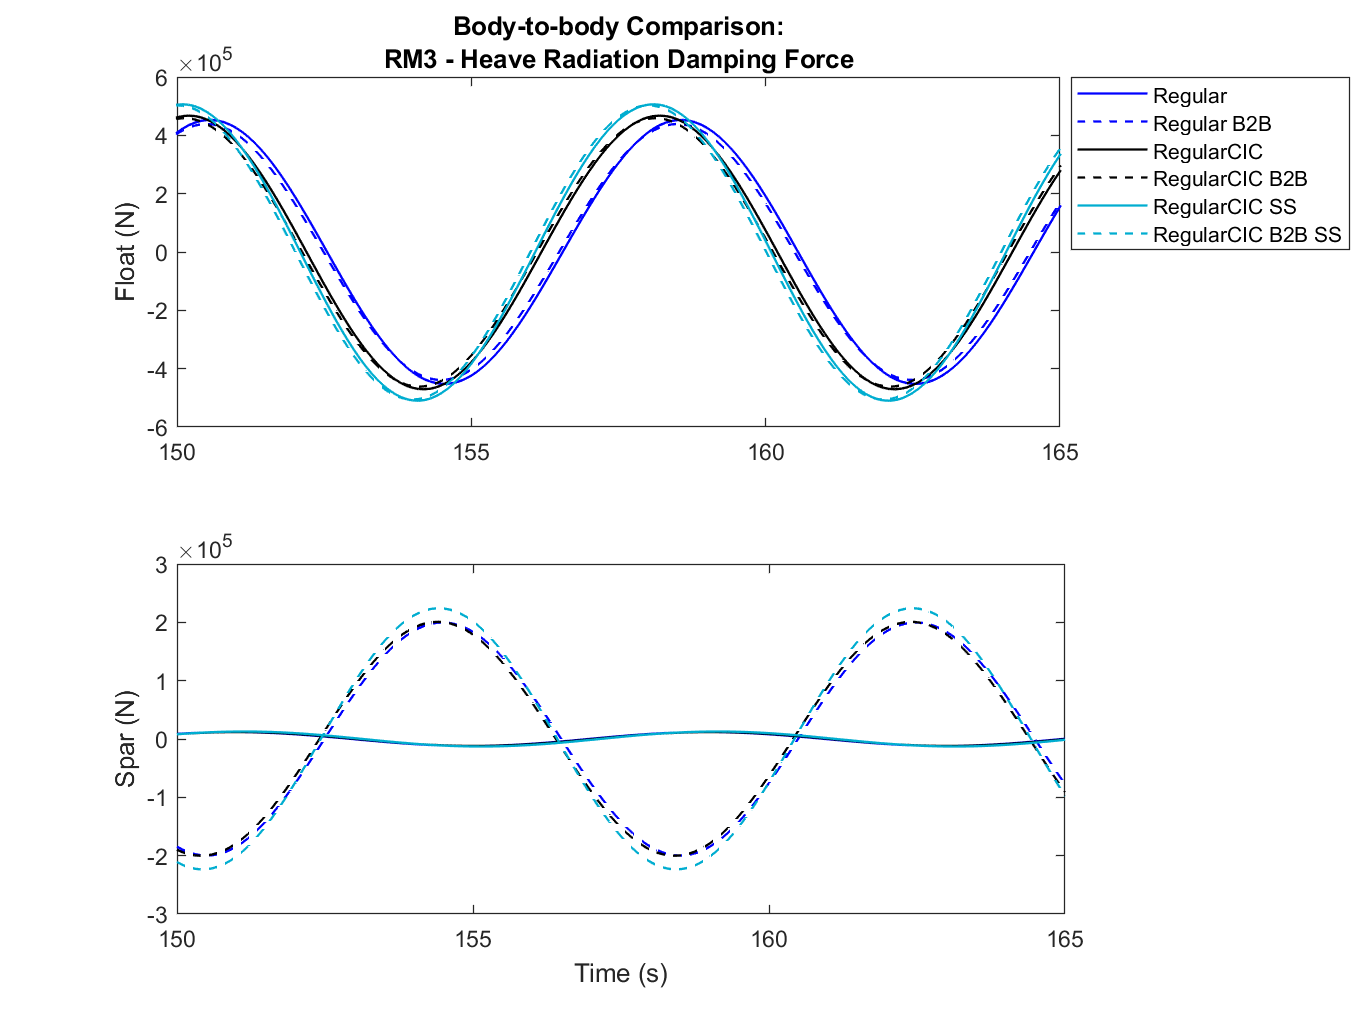 Body-to-body Comparison:
RM3 - Heave Radiation Damping Force
×10^5
6
4
2
0
-2
-4
-6
Float (N)
150
155
160
165
Regular
Regular B2B
RegularCIC
RegularCIC B2B
RegularCIC SS
RegularCIC B2B SS
×10^5
3
2
1
0
-1
-2
-3
Spar (N)
150
155
160
165
Time (s)